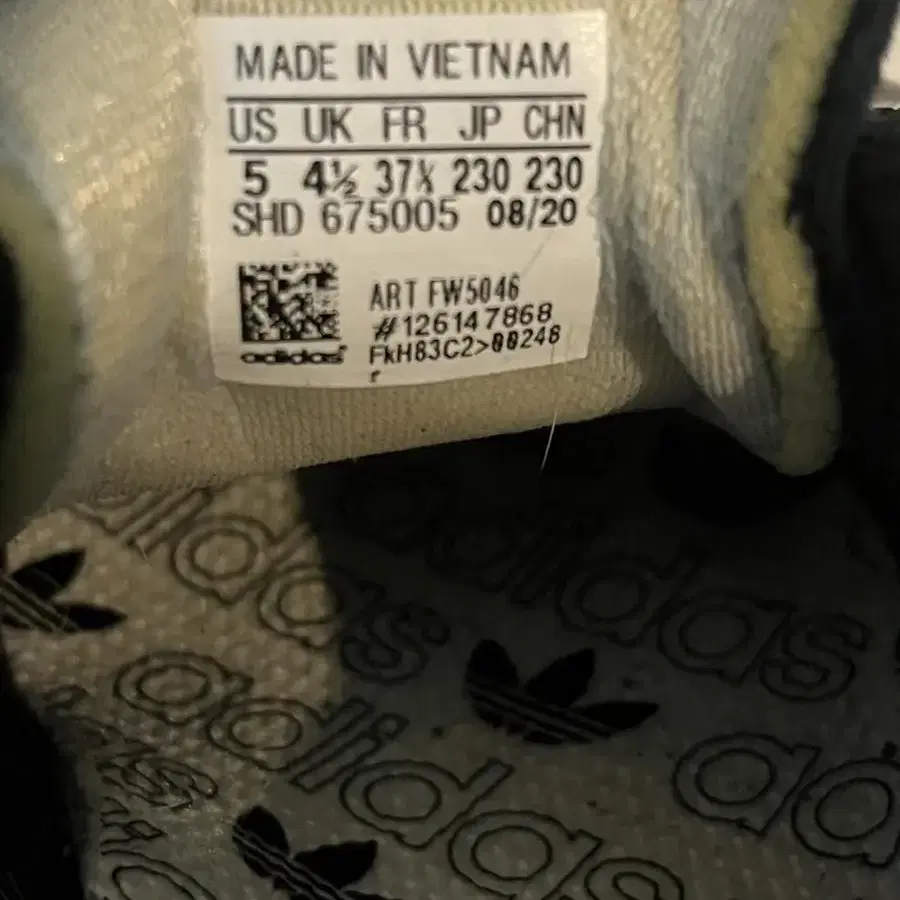 MADE IN VIETNAM
US UK FR JP CHN
5 4½ 37⅓ 230 230
SHD 675005 08/20
ART FW5046
#126147868
adidas FkH83C2>00248
r
adidas
adidas
adidas